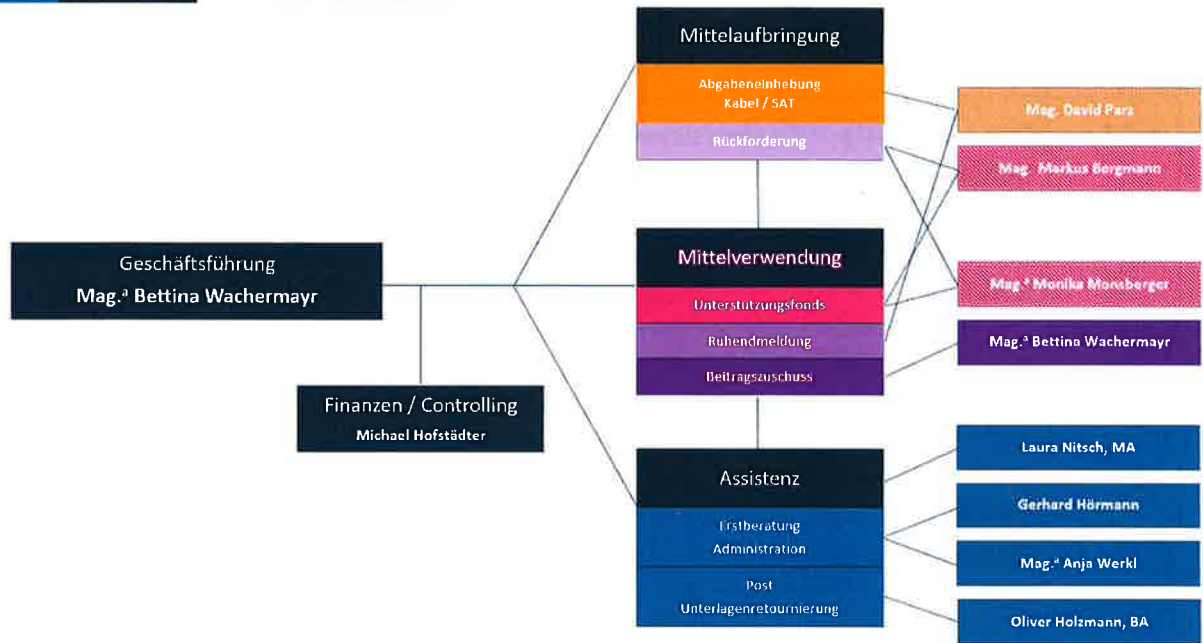 Mittelaufbringung
Abgabeneinhebung
Kabel / SAT
Rückforderung
Mag. David Parz
Mag. Markus Bergmann
Geschäftsführung
Mag.ª Bettina Wachermayr
Mittelverwendung
Unterstützungsfonds
Ruhendmeldung
Beitragszuschuss
Mag.ª Monika Monsberger
Mag.ª Bettina Wachermayr
Finanzen / Controlling
Michael Hofstädter
Assistenz
Erstberatung
Administration
Post
Unterlagenretournierung
Laura Nitsch, MA
Gerhard Hörmann
Mag.ª Anja Werkl
Oliver Holzmann, BA